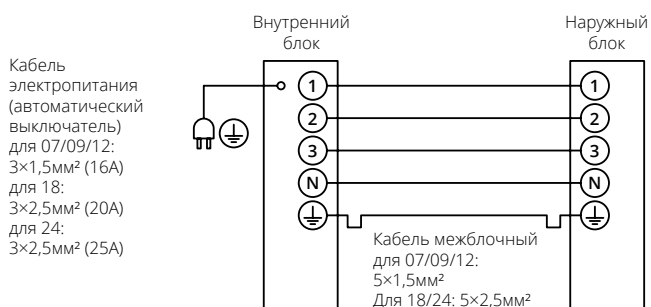 Внутренний
блок
Наружный
блок
Кабель
электропитания
(автоматический
выключатель)
для 07/09/12:
3×1,5мм² (16А)
для 18:
3×2,5мм² (20А)
для 24:
3×2,5мм² (25А)
1
1
2
2
3
3
N
N
Кабель межблочный
для 07/09/12:
5×1,5мм²
Для 18/24: 5×2,5мм²